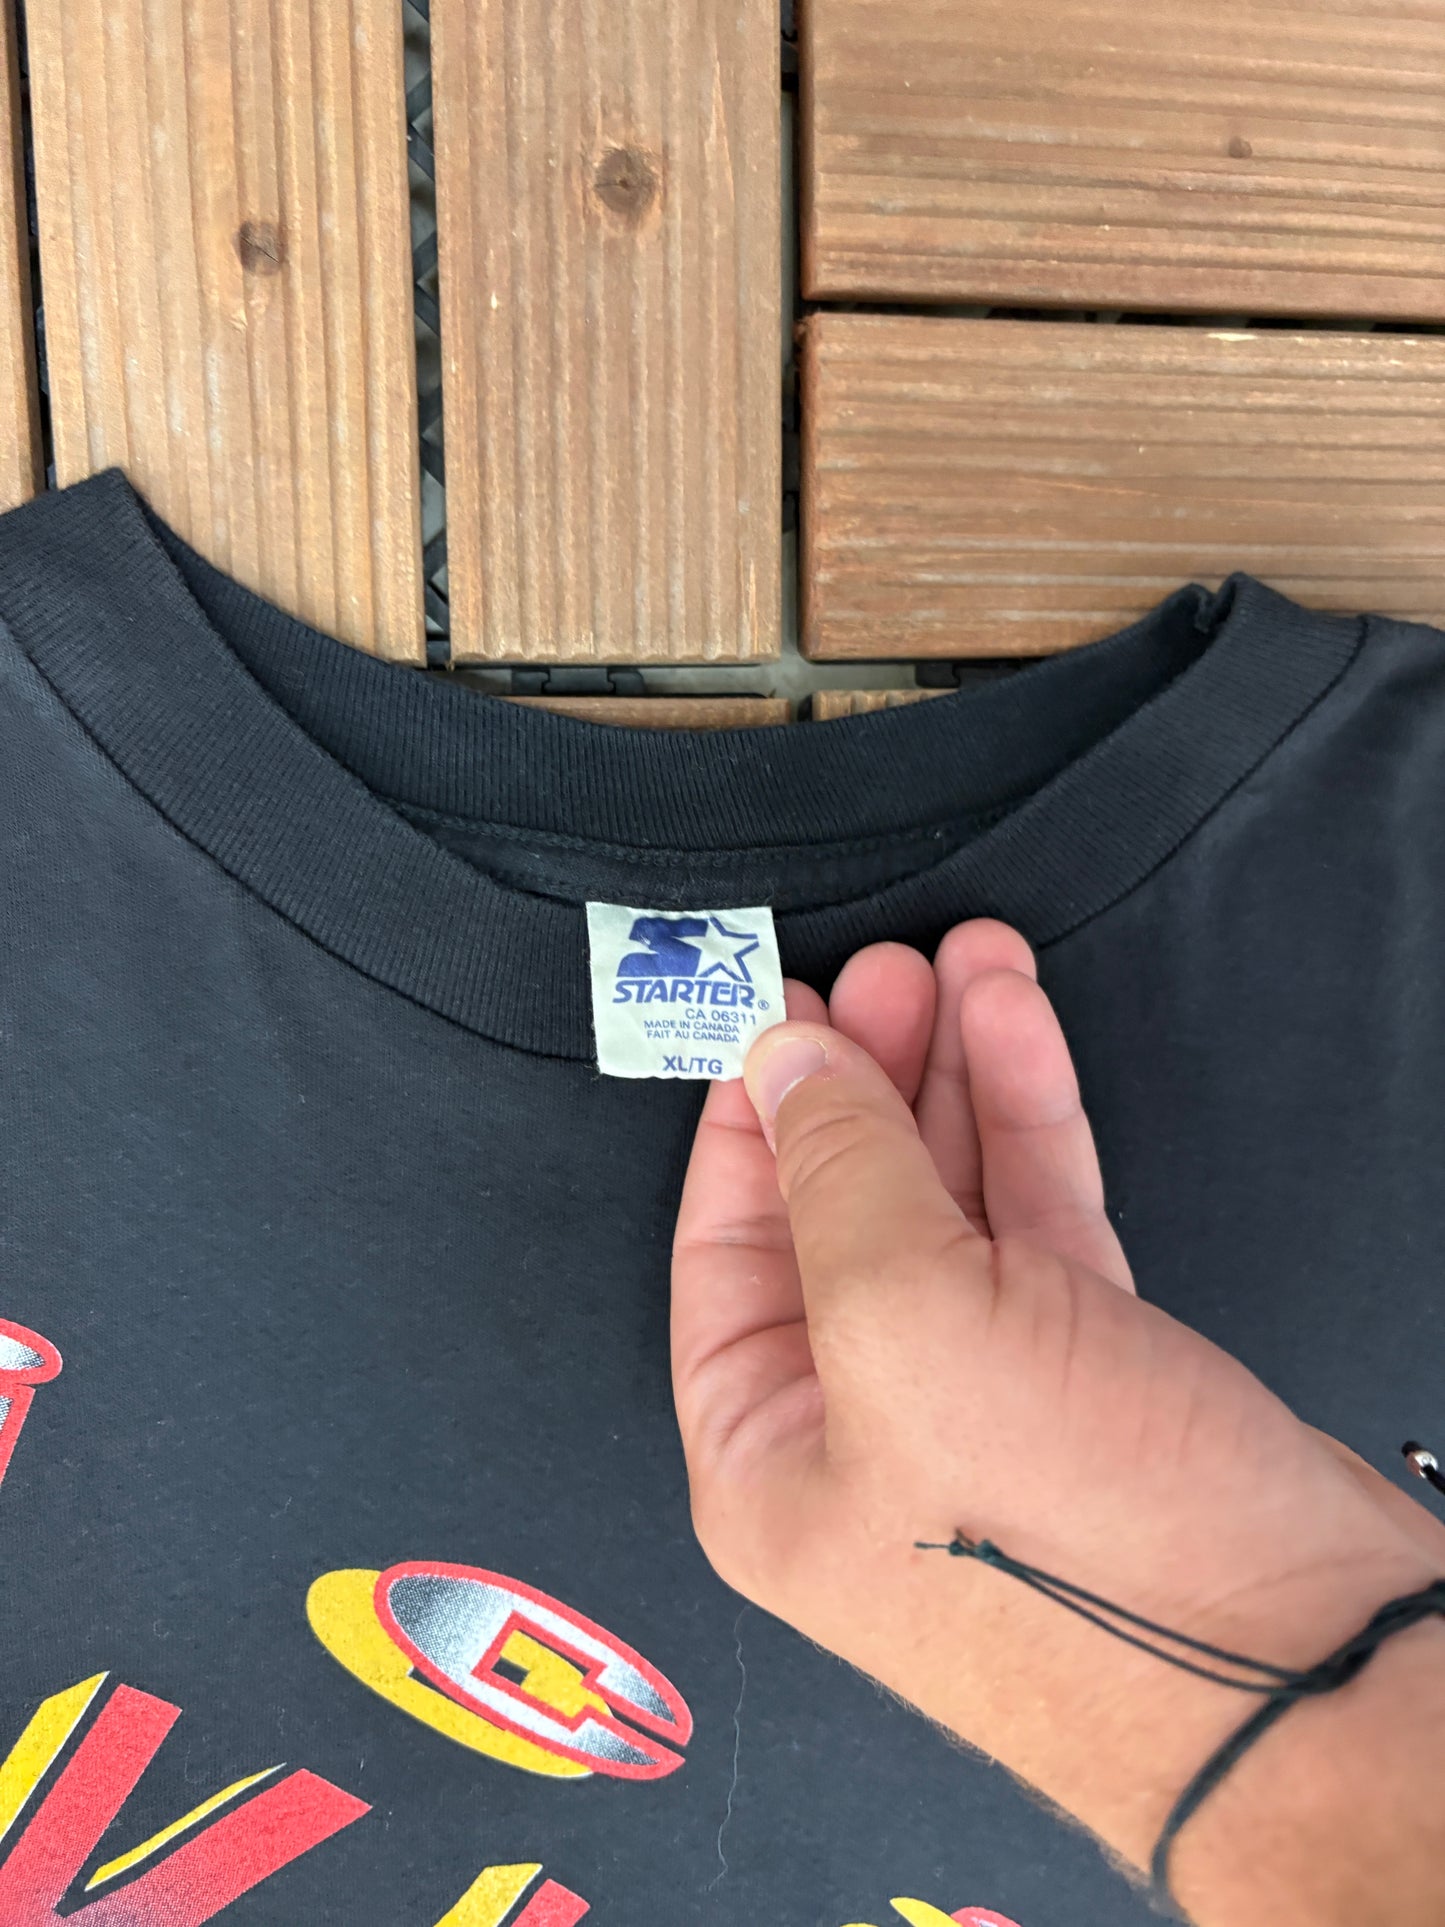 STARTER®
CA 06311
MADE IN CANADA
FAIT AU CANADA
XL/TG